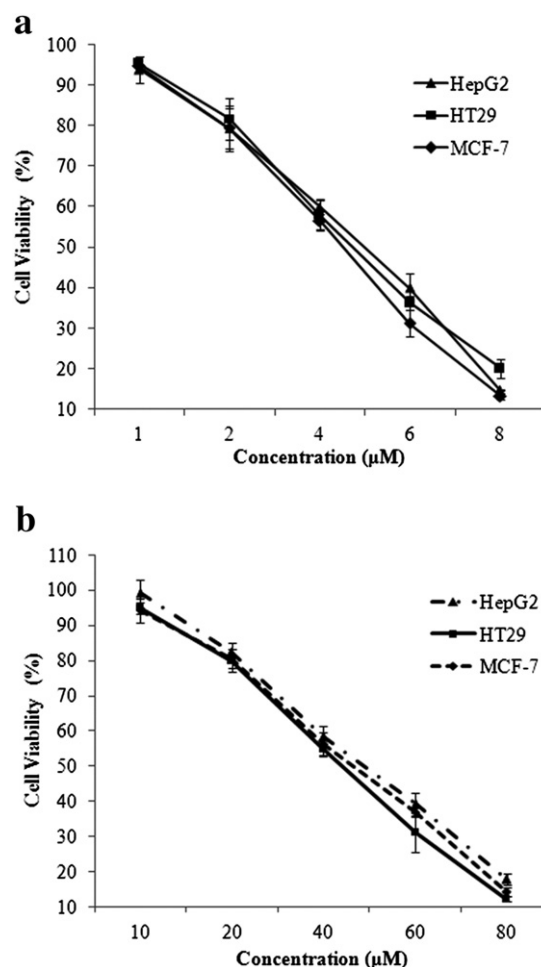 a
Cell Viability (%)
100
90
80
70
60
50
40
30
20
10
HepG2
HT29
MCF-7
1 2 4 6 8
Concentration (µM)
b
Cell Viability (%)
110
100
90
80
70
60
50
40
30
20
10
HepG2
HT29
MCF-7
10 20 40 60 80
Concentration (µM)